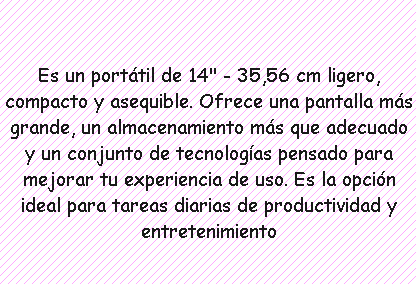 Es un portátil de 14" - 35,56 cm ligero,
compacto y asequible. Ofrece una pantalla más
grande, un almacenamiento más que adecuado
y un conjunto de tecnologías pensado para
mejorar tu experiencia de uso. Es la opción
ideal para tareas diarias de productividad y
entretenimiento